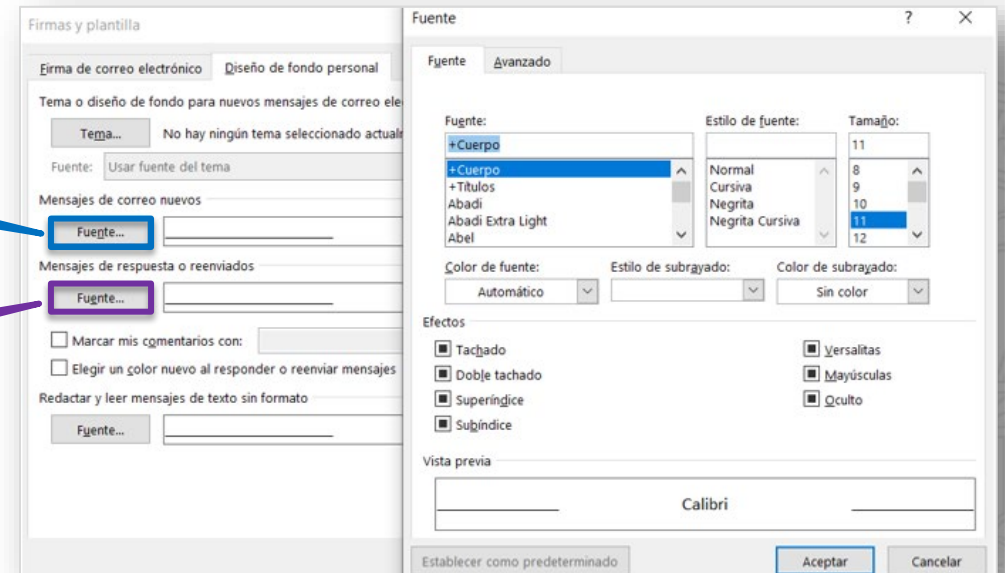 Firmas y plantilla
Firma de correo electrónico Diseño de fondo personal
Tema o diseño de fondo para nuevos mensajes de correo ele
Tema... No hay ningún tema seleccionado actualr
Fuente: Usar fuente del tema
Mensajes de correo nuevos
Fuente...
Mensajes de respuesta o reenviados
Fuente...
Marcar mis comentarios con:
Elegir un color nuevo al responder o reenviar mensajes
Redactar y leer mensajes de texto sin formato
Fuente...
Fuente ? X
Fuente Avanzado
Fuente: Estilo de fuente: Tamaño:
+Cuerpo 11
+Cuerpo Normal 8
+Títulos Cursiva 9
Abadi Negrita 10
Abadi Extra Light Negrita Cursiva 11
Abel 12
Color de fuente: Estilo de subrayado: Color de subrayado:
Automático Sin color
Efectos
Tachado Versalitas
Doble tachado Mayúsculas
Superíndice Oculto
Subíndice
Vista previa
Calibri
Establecer como predeterminado Aceptar Cancelar